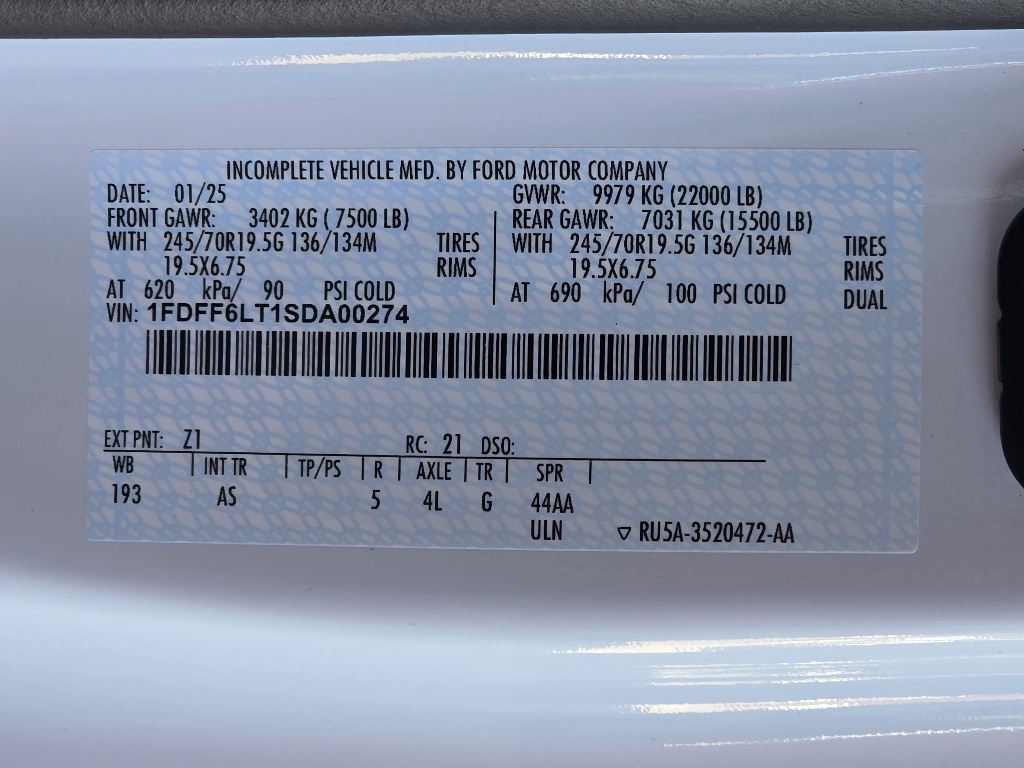 INCOMPLETE VEHICLE MFD. BY FORD MOTOR COMPANY
DATE: 01/25 GVWR: 9979 KG (22000 LB)
FRONT GAWR: 3402 KG ( 7500 LB) REAR GAWR: 7031 KG (15500 LB)
WITH 245/70R19.5G 136/134M TIRES WITH 245/70R19.5G 136/134M TIRES
19.5X6.75 RIMS 19.5X6.75 RIMS
AT 620 kPa/ 90 PSI COLD AT 690 kPa/ 100 PSI COLD DUAL
VIN: 1FDFF6LT1SDA00274
EXT PNT: Z1 RC: 21 DSO:
WB INT TR TP/PS R AXLE TR SPR
193 AS 5 4L G 44AA
ULN ▽ RU5A-3520472-AA